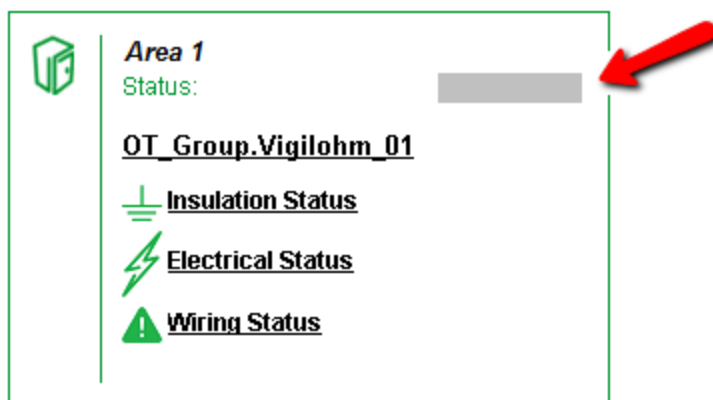 Area 1
Status:
OT_Group.Vigilohm_01
Insulation Status
Electrical Status
Wiring Status